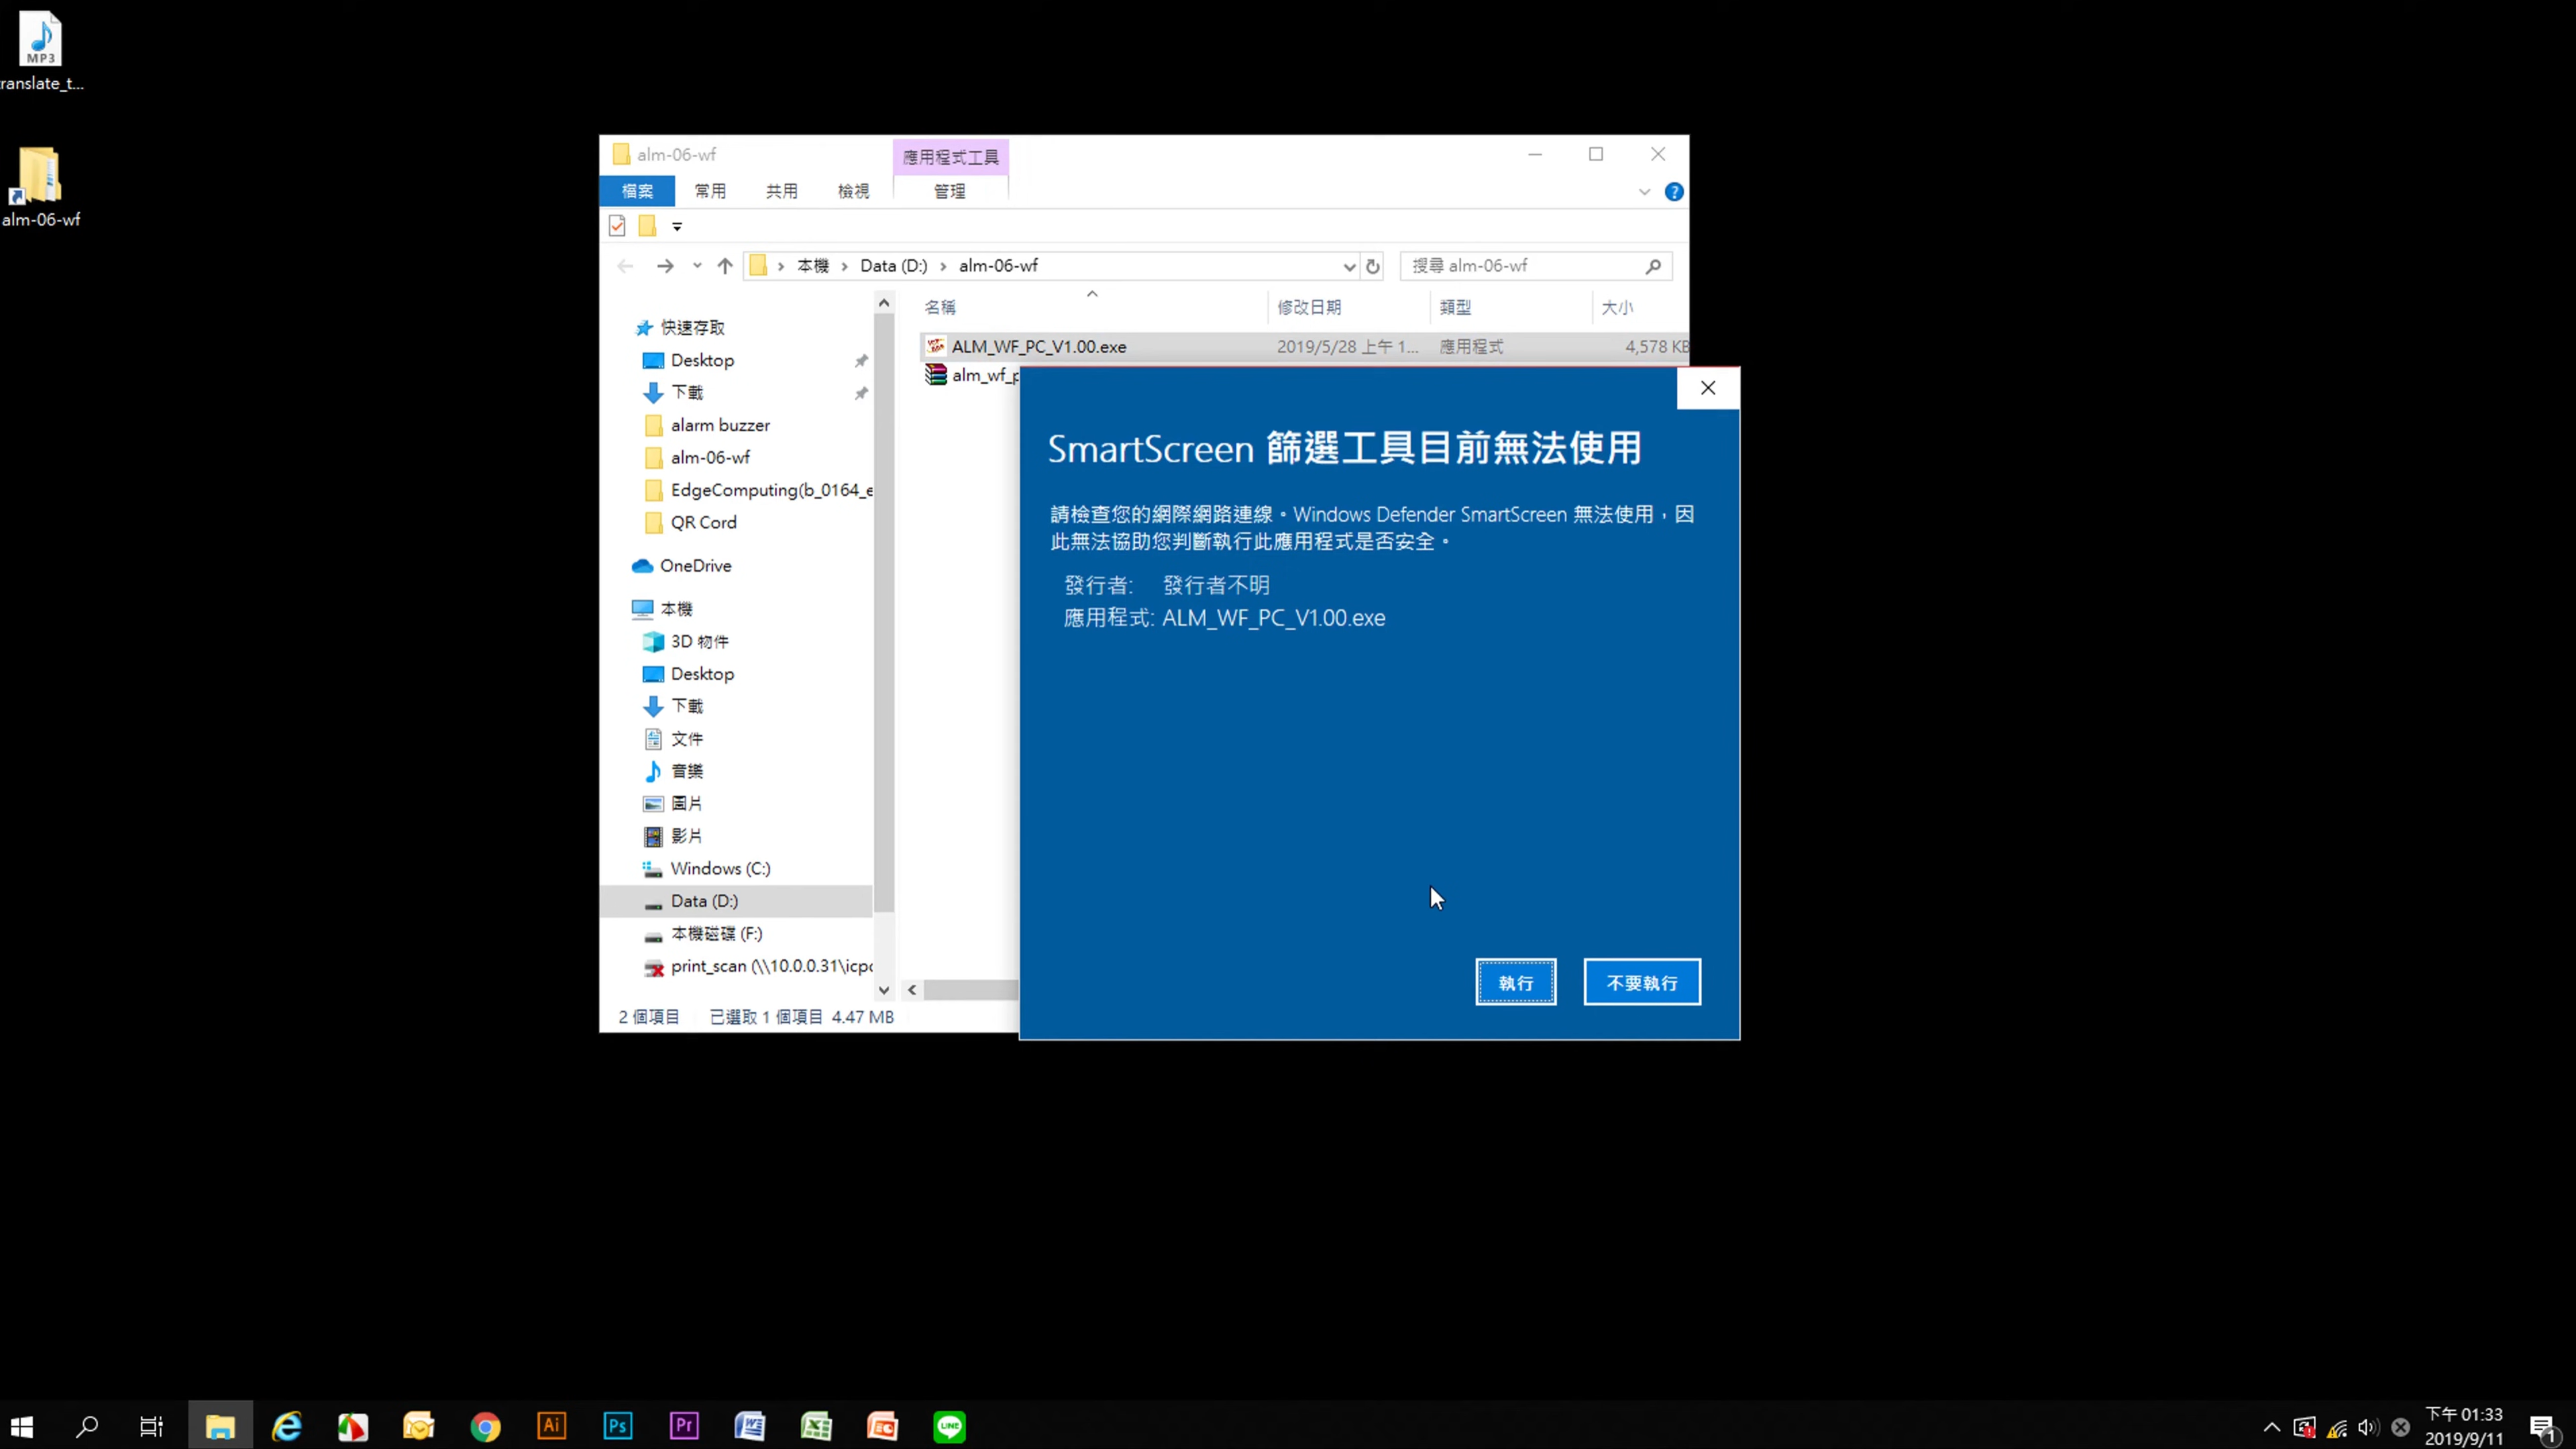 MP3
ranslate_t...
alm-06-wf
alm-06-wf
應用程式工具
檔案
常用
共用
檢視
管理
?
本機
Data (D:)
alm-06-wf
搜尋 alm-06-wf
名稱
修改日期
類型
大小
快速存取
Desktop
下載
alarm buzzer
alm-06-wf
EdgeComputing(b_0164_e
QR Cord
OneDrive
本機
3D 物件
Desktop
下載
文件
音樂
圖片
影片
Windows (C:)
Data (D:)
本機磁碟 (F:)
print_scan (\\10.0.0.31\icpc
ALM_WF_PC_V1.00.exe
2019/5/28 上午 1...
應用程式
4,578 KB
alm_wf_p
SmartScreen 篩選工具目前無法使用
請檢查您的網際網路連線。Windows Defender SmartScreen 無法使用，因
此無法協助您判斷執行此應用程式是否安全。
發行者: 發行者不明
應用程式: ALM_WF_PC_V1.00.exe
執行
不要執行
2 個項目
已選取 1 個項目 4.47 MB
Ai
Ps
Pr
LINE
下午 01:33
2019/9/11
1